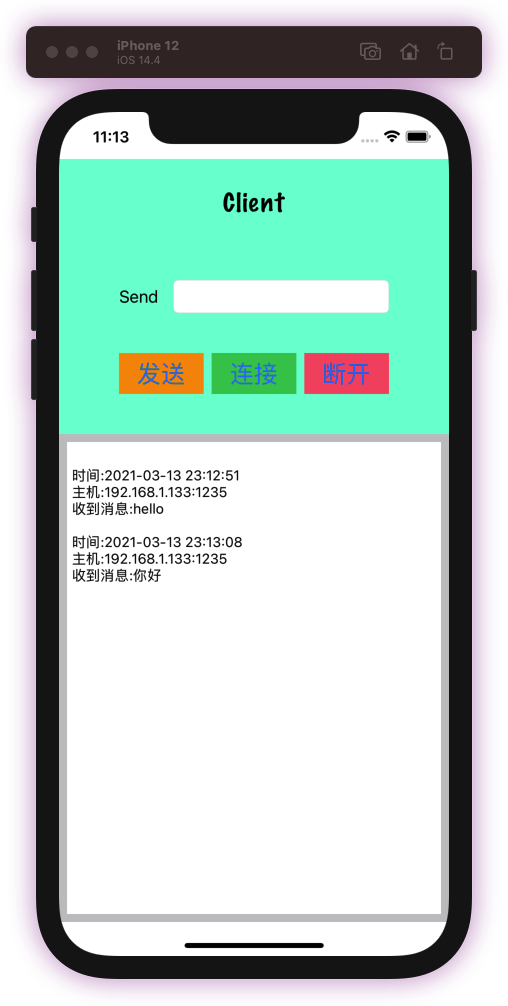 iPhone 12
iOS 14.4
11:13
Client
Send
发送 连接 断开
时间:2021-03-13 23:12:51
主机:192.168.1.133:1235
收到消息:hello
时间:2021-03-13 23:13:08
主机:192.168.1.133:1235
收到消息:你好